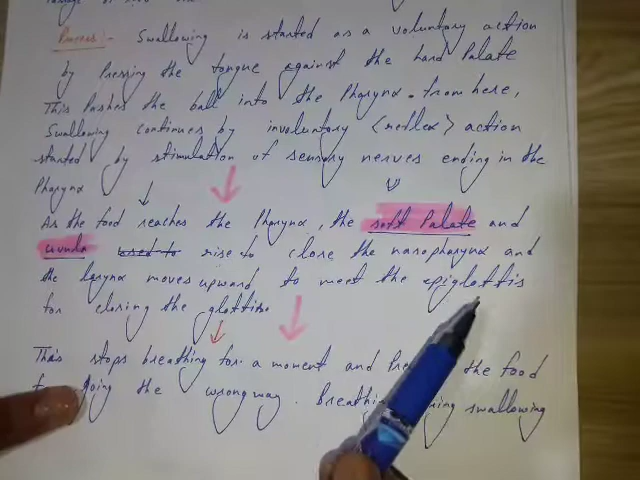 Process:- Swallowing is started as a voluntary action
by Pressing the tongue against the hard Palate
This Pushes the ball into the Pharynx. from here,
Swallowing continues by involuntary <reflex> action
started by stimulation of sensory nerves ending in the
Pharynx
As the food reaches the Pharynx, the soft Palate and
uvula used to rise to close the nasopharynx and
the larynx moves upward to meet the epiglottis
for closing the glottis.
This stops breathing for a moment and the food
going the wrong way. Breathing swallowing